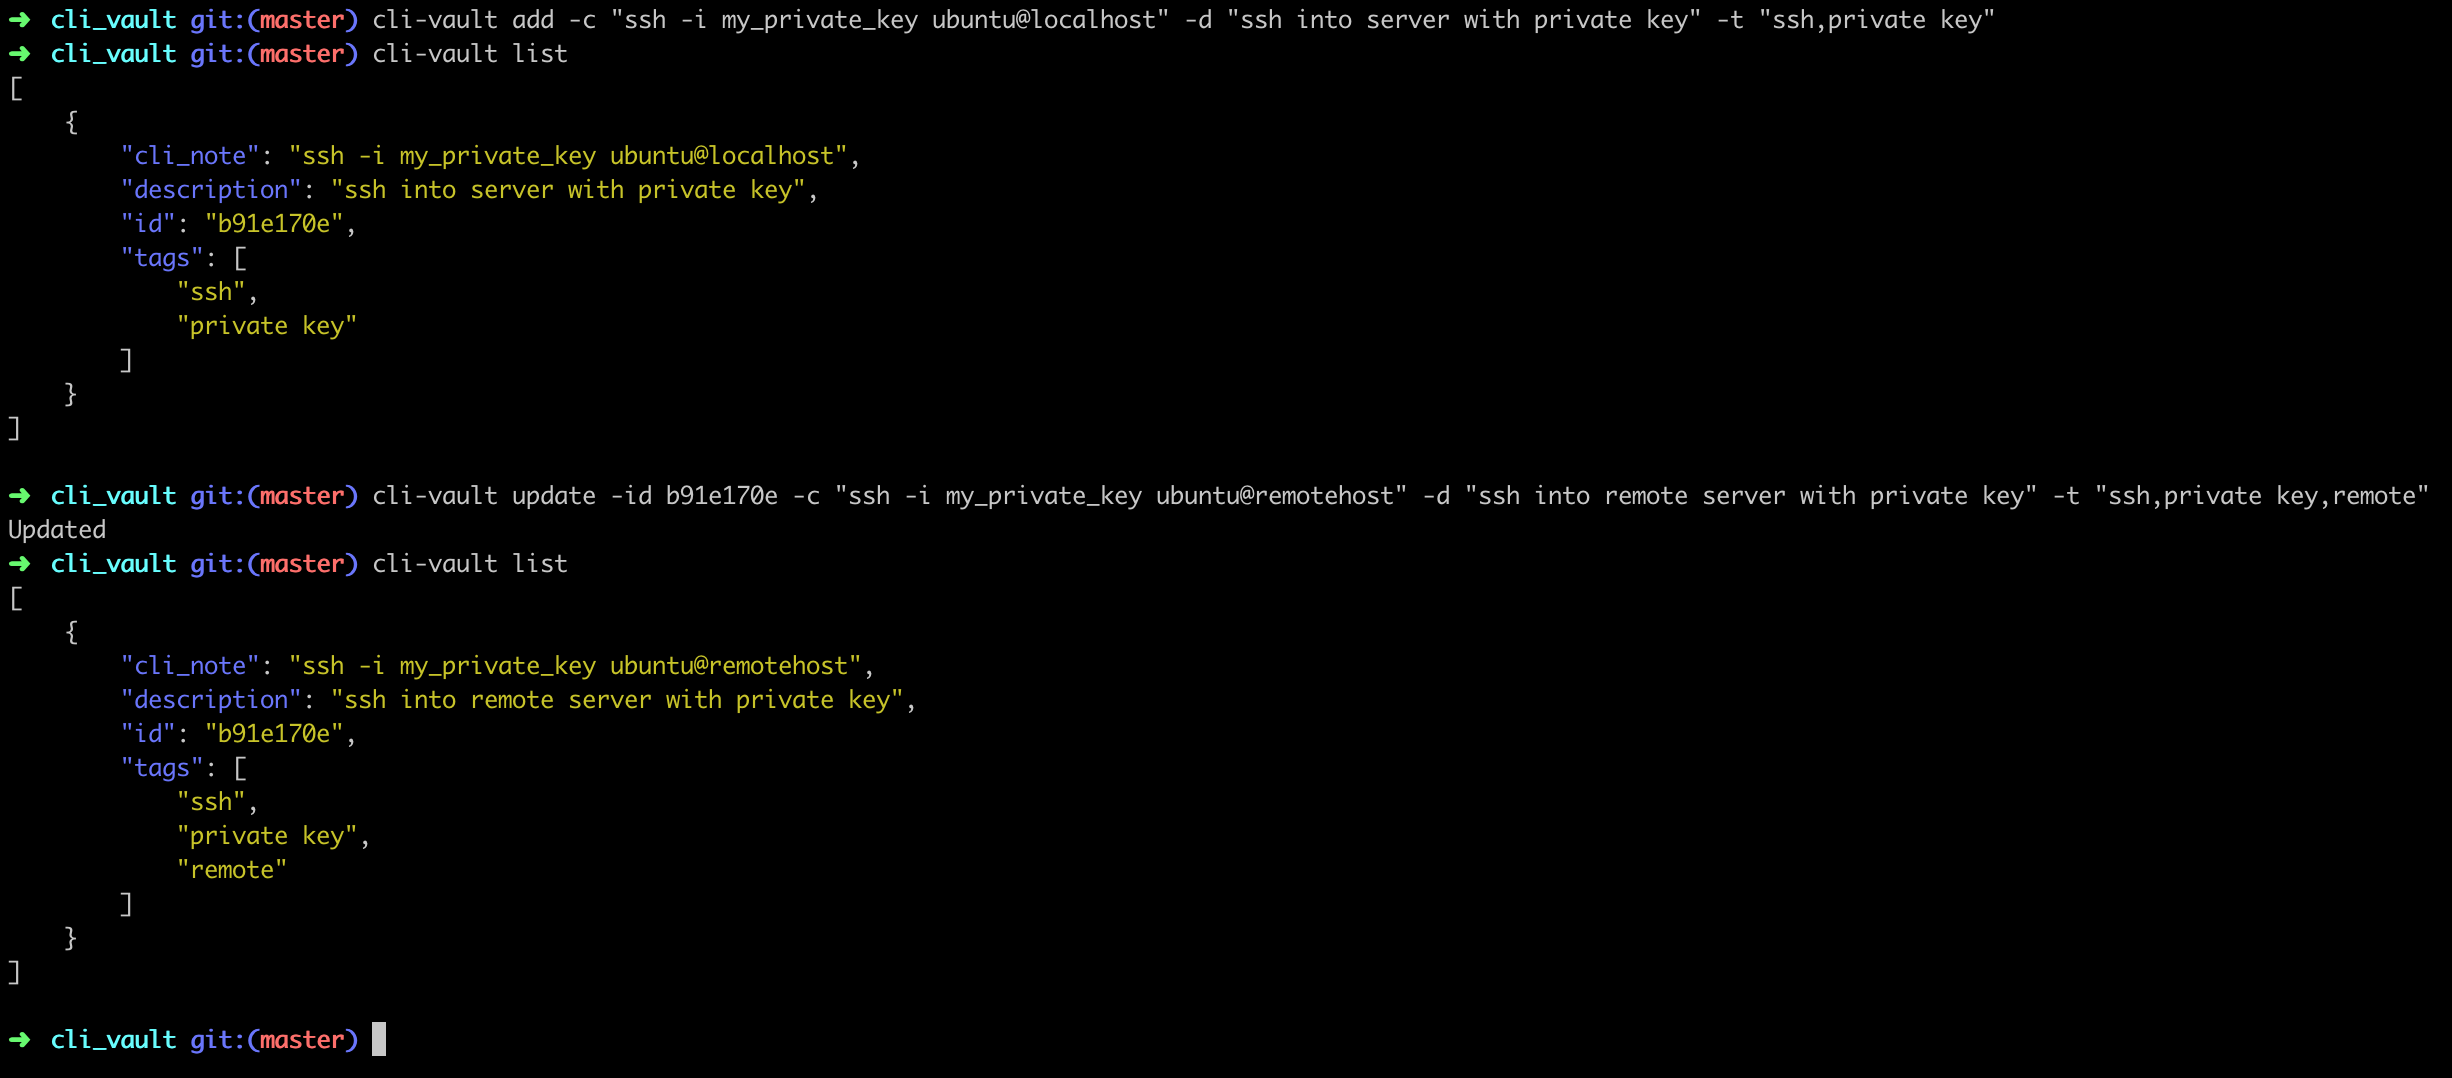 ➜ cli_vault git:(master) cli-vault add -c "ssh -i my_private_key ubuntu@localhost" -d "ssh into server with private key" -t "ssh,private key"
➜ cli_vault git:(master) cli-vault list
[
    {
        "cli_note": "ssh -i my_private_key ubuntu@localhost",
        "description": "ssh into server with private key",
        "id": "b91e170e",
        "tags": [
            "ssh",
            "private key"
        ]
    }
]

➜ cli_vault git:(master) cli-vault update -id b91e170e -c "ssh -i my_private_key ubuntu@remotehost" -d "ssh into remote server with private key" -t "ssh,private key,remote"
Updated
➜ cli_vault git:(master) cli-vault list
[
    {
        "cli_note": "ssh -i my_private_key ubuntu@remotehost",
        "description": "ssh into remote server with private key",
        "id": "b91e170e",
        "tags": [
            "ssh",
            "private key",
            "remote"
        ]
    }
]

➜ cli_vault git:(master)